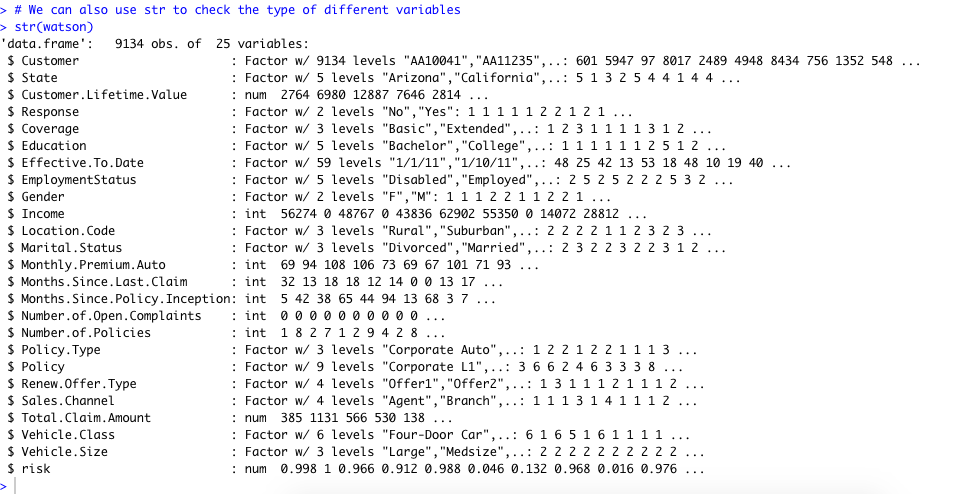 > # We can also use str to check the type of different variables
> str(watson)
'data.frame':	9134 obs. of  25 variables:
 $ Customer                     : Factor w/ 9134 levels "AA10041","AA11235",..: 601 5947 97 8017 2489 4948 8434 756 1352 548 ...
 $ State                        : Factor w/ 5 levels "Arizona","California",..: 5 1 3 2 5 4 4 1 4 4 ...
 $ Customer.Lifetime.Value      : num  2764 6980 12887 7646 2814 ...
 $ Response                     : Factor w/ 2 levels "No","Yes": 1 1 1 1 1 2 2 1 2 1 ...
 $ Coverage                     : Factor w/ 3 levels "Basic","Extended",..: 1 2 3 1 1 1 1 3 1 2 ...
 $ Education                    : Factor w/ 5 levels "Bachelor","College",..: 1 1 1 1 1 1 2 5 1 2 ...
 $ Effective.To.Date            : Factor w/ 59 levels "1/1/11","1/10/11",..: 48 25 42 13 53 18 48 10 19 40 ...
 $ EmploymentStatus             : Factor w/ 5 levels "Disabled","Employed",..: 2 5 2 5 2 2 2 5 3 2 ...
 $ Gender                       : Factor w/ 2 levels "F","M": 1 1 1 2 2 1 1 2 2 1 ...
 $ Income                       : int  56274 0 48767 0 43836 62902 55350 0 14072 28812 ...
 $ Location.Code                : Factor w/ 3 levels "Rural","Suburban",..: 2 2 2 2 1 1 2 3 2 3 ...
 $ Marital.Status               : Factor w/ 3 levels "Divorced","Married",..: 2 3 2 2 3 2 2 3 1 2 ...
 $ Monthly.Premium.Auto         : int  69 94 108 106 73 69 67 101 71 93 ...
 $ Months.Since.Last.Claim      : int  32 13 18 18 12 14 0 0 13 17 ...
 $ Months.Since.Policy.Inception: int  5 42 38 65 44 94 13 68 3 7 ...
 $ Number.of.Open.Complaints    : int  0 0 0 0 0 0 0 0 0 0 ...
 $ Number.of.Policies           : int  1 8 2 7 1 2 9 4 2 8 ...
 $ Policy.Type                  : Factor w/ 3 levels "Corporate Auto",..: 1 2 2 1 2 2 1 1 1 3 ...
 $ Policy                       : Factor w/ 9 levels "Corporate L1",..: 3 6 6 2 4 6 3 3 3 8 ...
 $ Renew.Offer.Type             : Factor w/ 4 levels "Offer1","Offer2",..: 1 3 1 1 1 2 1 1 1 2 ...
 $ Sales.Channel                : Factor w/ 4 levels "Agent","Branch",..: 1 1 1 3 1 4 1 1 1 2 ...
 $ Total.Claim.Amount           : num  385 1131 566 530 138 ...
 $ Vehicle.Class                : Factor w/ 6 levels "Four-Door Car",..: 6 1 6 5 1 6 1 1 1 1 ...
 $ Vehicle.Size                 : Factor w/ 3 levels "Large","Medsize",..: 2 2 2 2 2 2 2 2 2 2 ...
 $ risk                         : num  0.998 1 0.966 0.912 0.988 0.046 0.132 0.968 0.016 0.976 ...
>